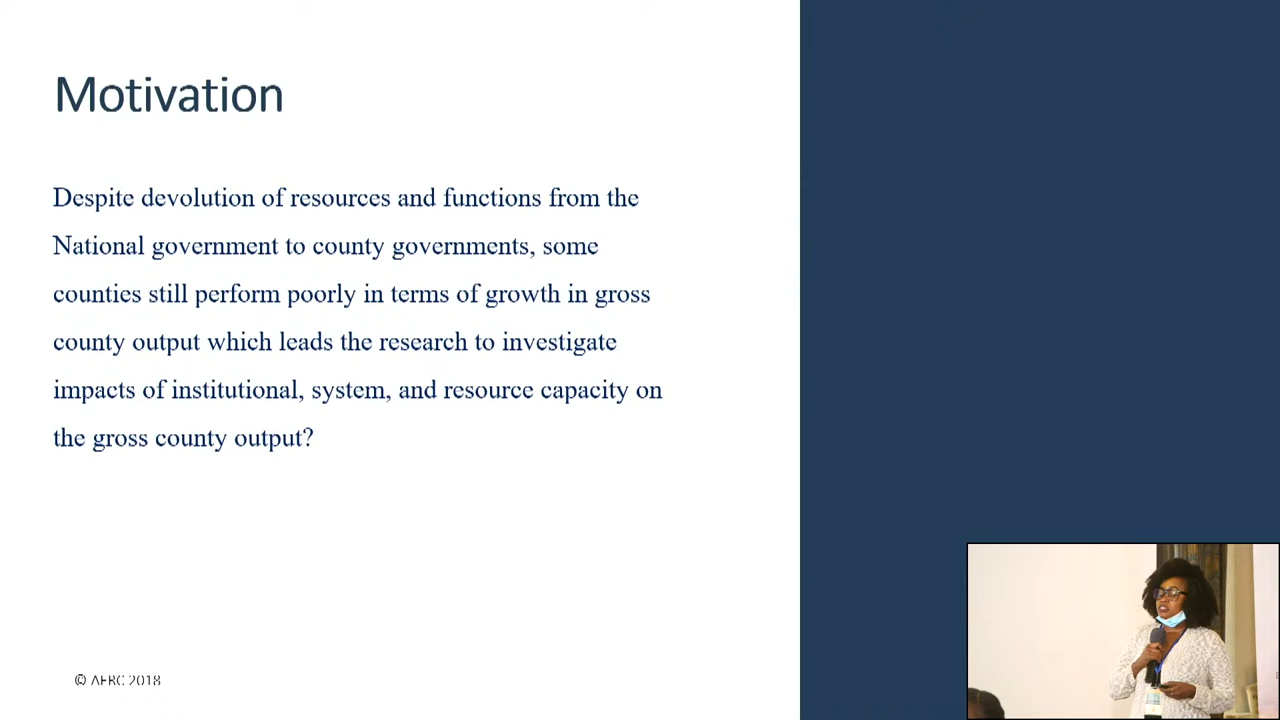 Motivation
Despite devolution of resources and functions from the
National government to county governments, some
counties still perform poorly in terms of growth in gross
county output which leads the research to investigate
impacts of institutional, system, and resource capacity on
the gross county output?
© AERC 2018